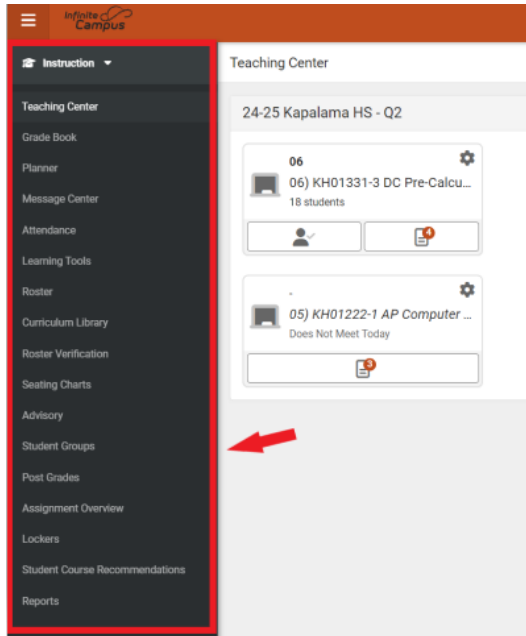 Infinite
Campus
Instruction
Teaching Center
Grade Book
Planner
Message Center
Attendance
Learning Tools
Roster
Curriculum Library
Roster Verification
Seating Charts
Advisory
Student Groups
Post Grades
Assignment Overview
Lockers
Student Course Recommendations
Reports
Teaching Center
24-25 Kapalama HS - Q2
06
06) KH01331-3 DC Pre-Calcu...
18 students
4
.
05) KH01222-1 AP Computer ...
Does Not Meet Today
3